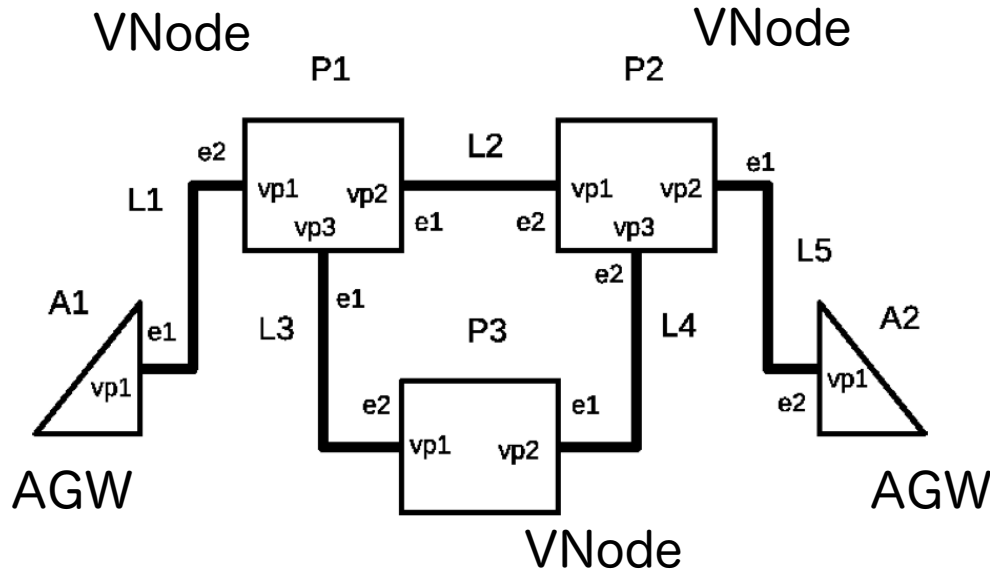 VNode
VNode
P1
P2
e2
L2
e1
L1
vp1
vp2
vp1
vp2
vp3
e1
e2
vp3
L5
e2
A1
e1
e1
L3
P3
L4
A2
vp1
vp1
e2
e1
e2
vp1
vp2
AGW
AGW
VNode